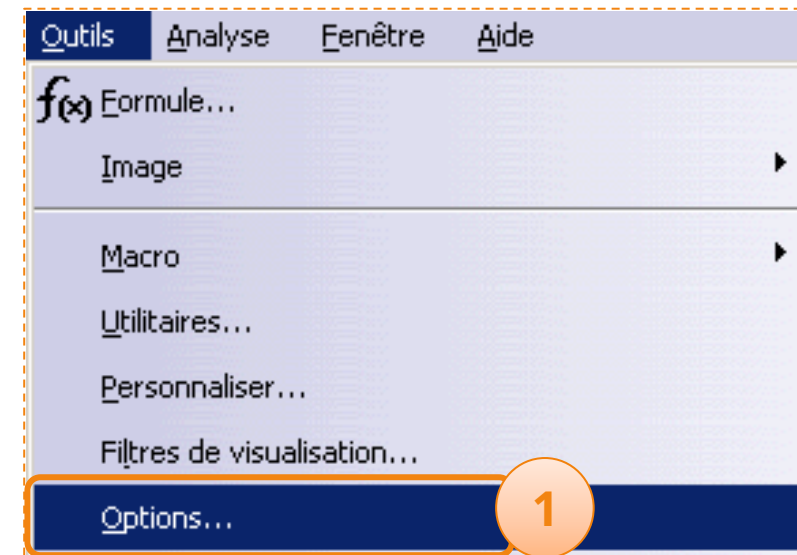 Outils Analyse Fenêtre Aide
f(x) Formule...
Image
Macro
Utilitaires...
Personnaliser...
Filtres de visualisation...
Options... 1